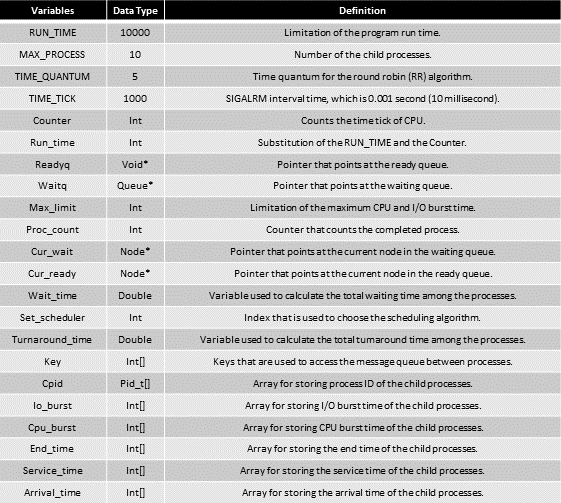 Variables Data Type Definition
RUN_TIME 10000 Limitation of the program run time.
MAX_PROCESS 10 Number of the child processes.
TIME_QUANTUM 5 Time quantum for the round robin (RR) algorithm.
TIME_TICK 1000 SIGALRM interval time, which is 0.001 second (10 millisecond).
Counter Int Counts the time tick of CPU.
Run_time Int Substitution of the RUN_TIME and the Counter.
Readyq Void* Pointer that points at the ready queue.
Waitq Queue* Pointer that points at the waiting queue.
Max_limit Int Limitation of the maximum CPU and I/O burst time.
Proc_count Int Counter that counts the completed process.
Cur_wait Node* Pointer that points at the current node in the waiting queue.
Cur_ready Node* Pointer that points at the current node in the ready queue.
Wait_time Double Variable used to calculate the total waiting time among the processes.
Set_scheduler Int Index that is used to choose the scheduling algorithm.
Turnaround_time Double Variable used to calculate the total turnaround time among the processes.
Key Int[] Keys that are used to access the message queue between processes.
Cpid Pid_t[] Array for storing process ID of the child processes.
Io_burst Int[] Array for storing I/O burst time of the child processes.
Cpu_burst Int[] Array for storing CPU burst time of the child processes.
End_time Int[] Array for storing the end time of the child processes.
Service_time Int[] Array for storing the service time of the child processes.
Arrival_time Int[] Array for storing the arrival time of the child processes.